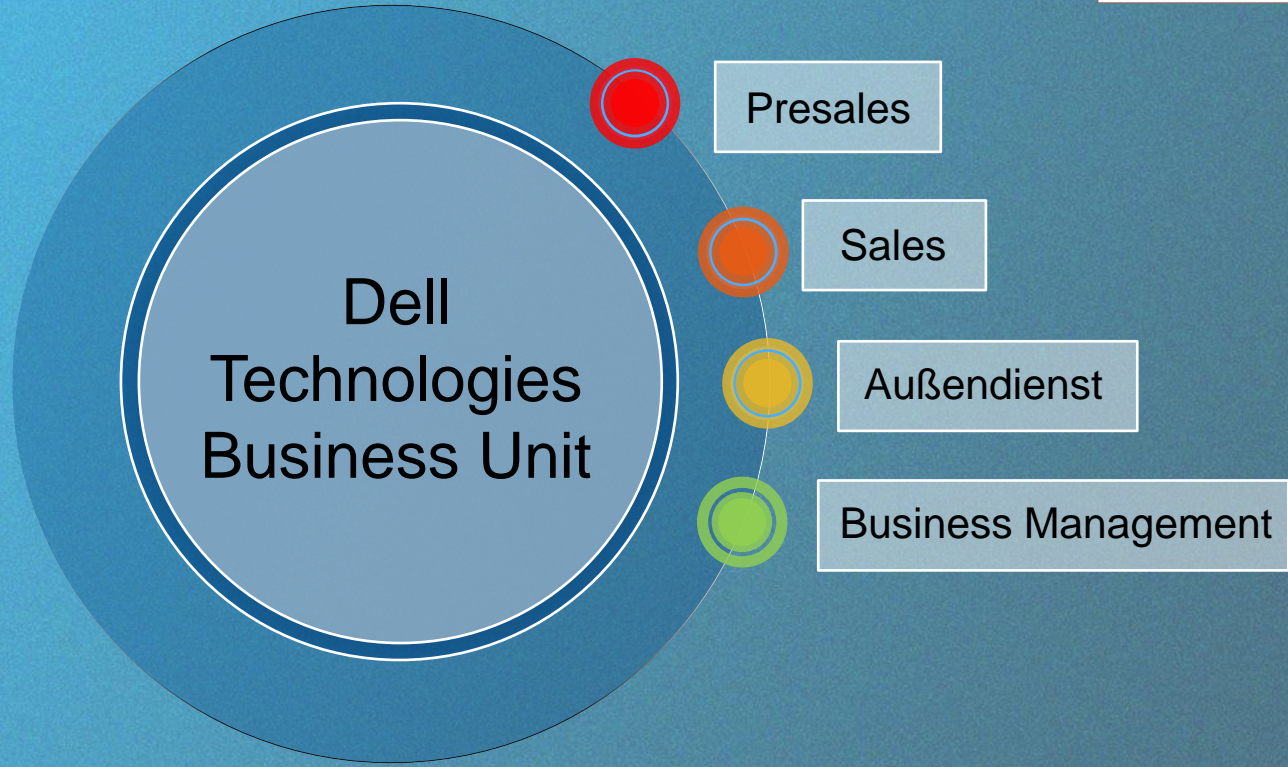 Presales
Sales
Dell
Technologies
Business Unit
Außendienst
Business Management